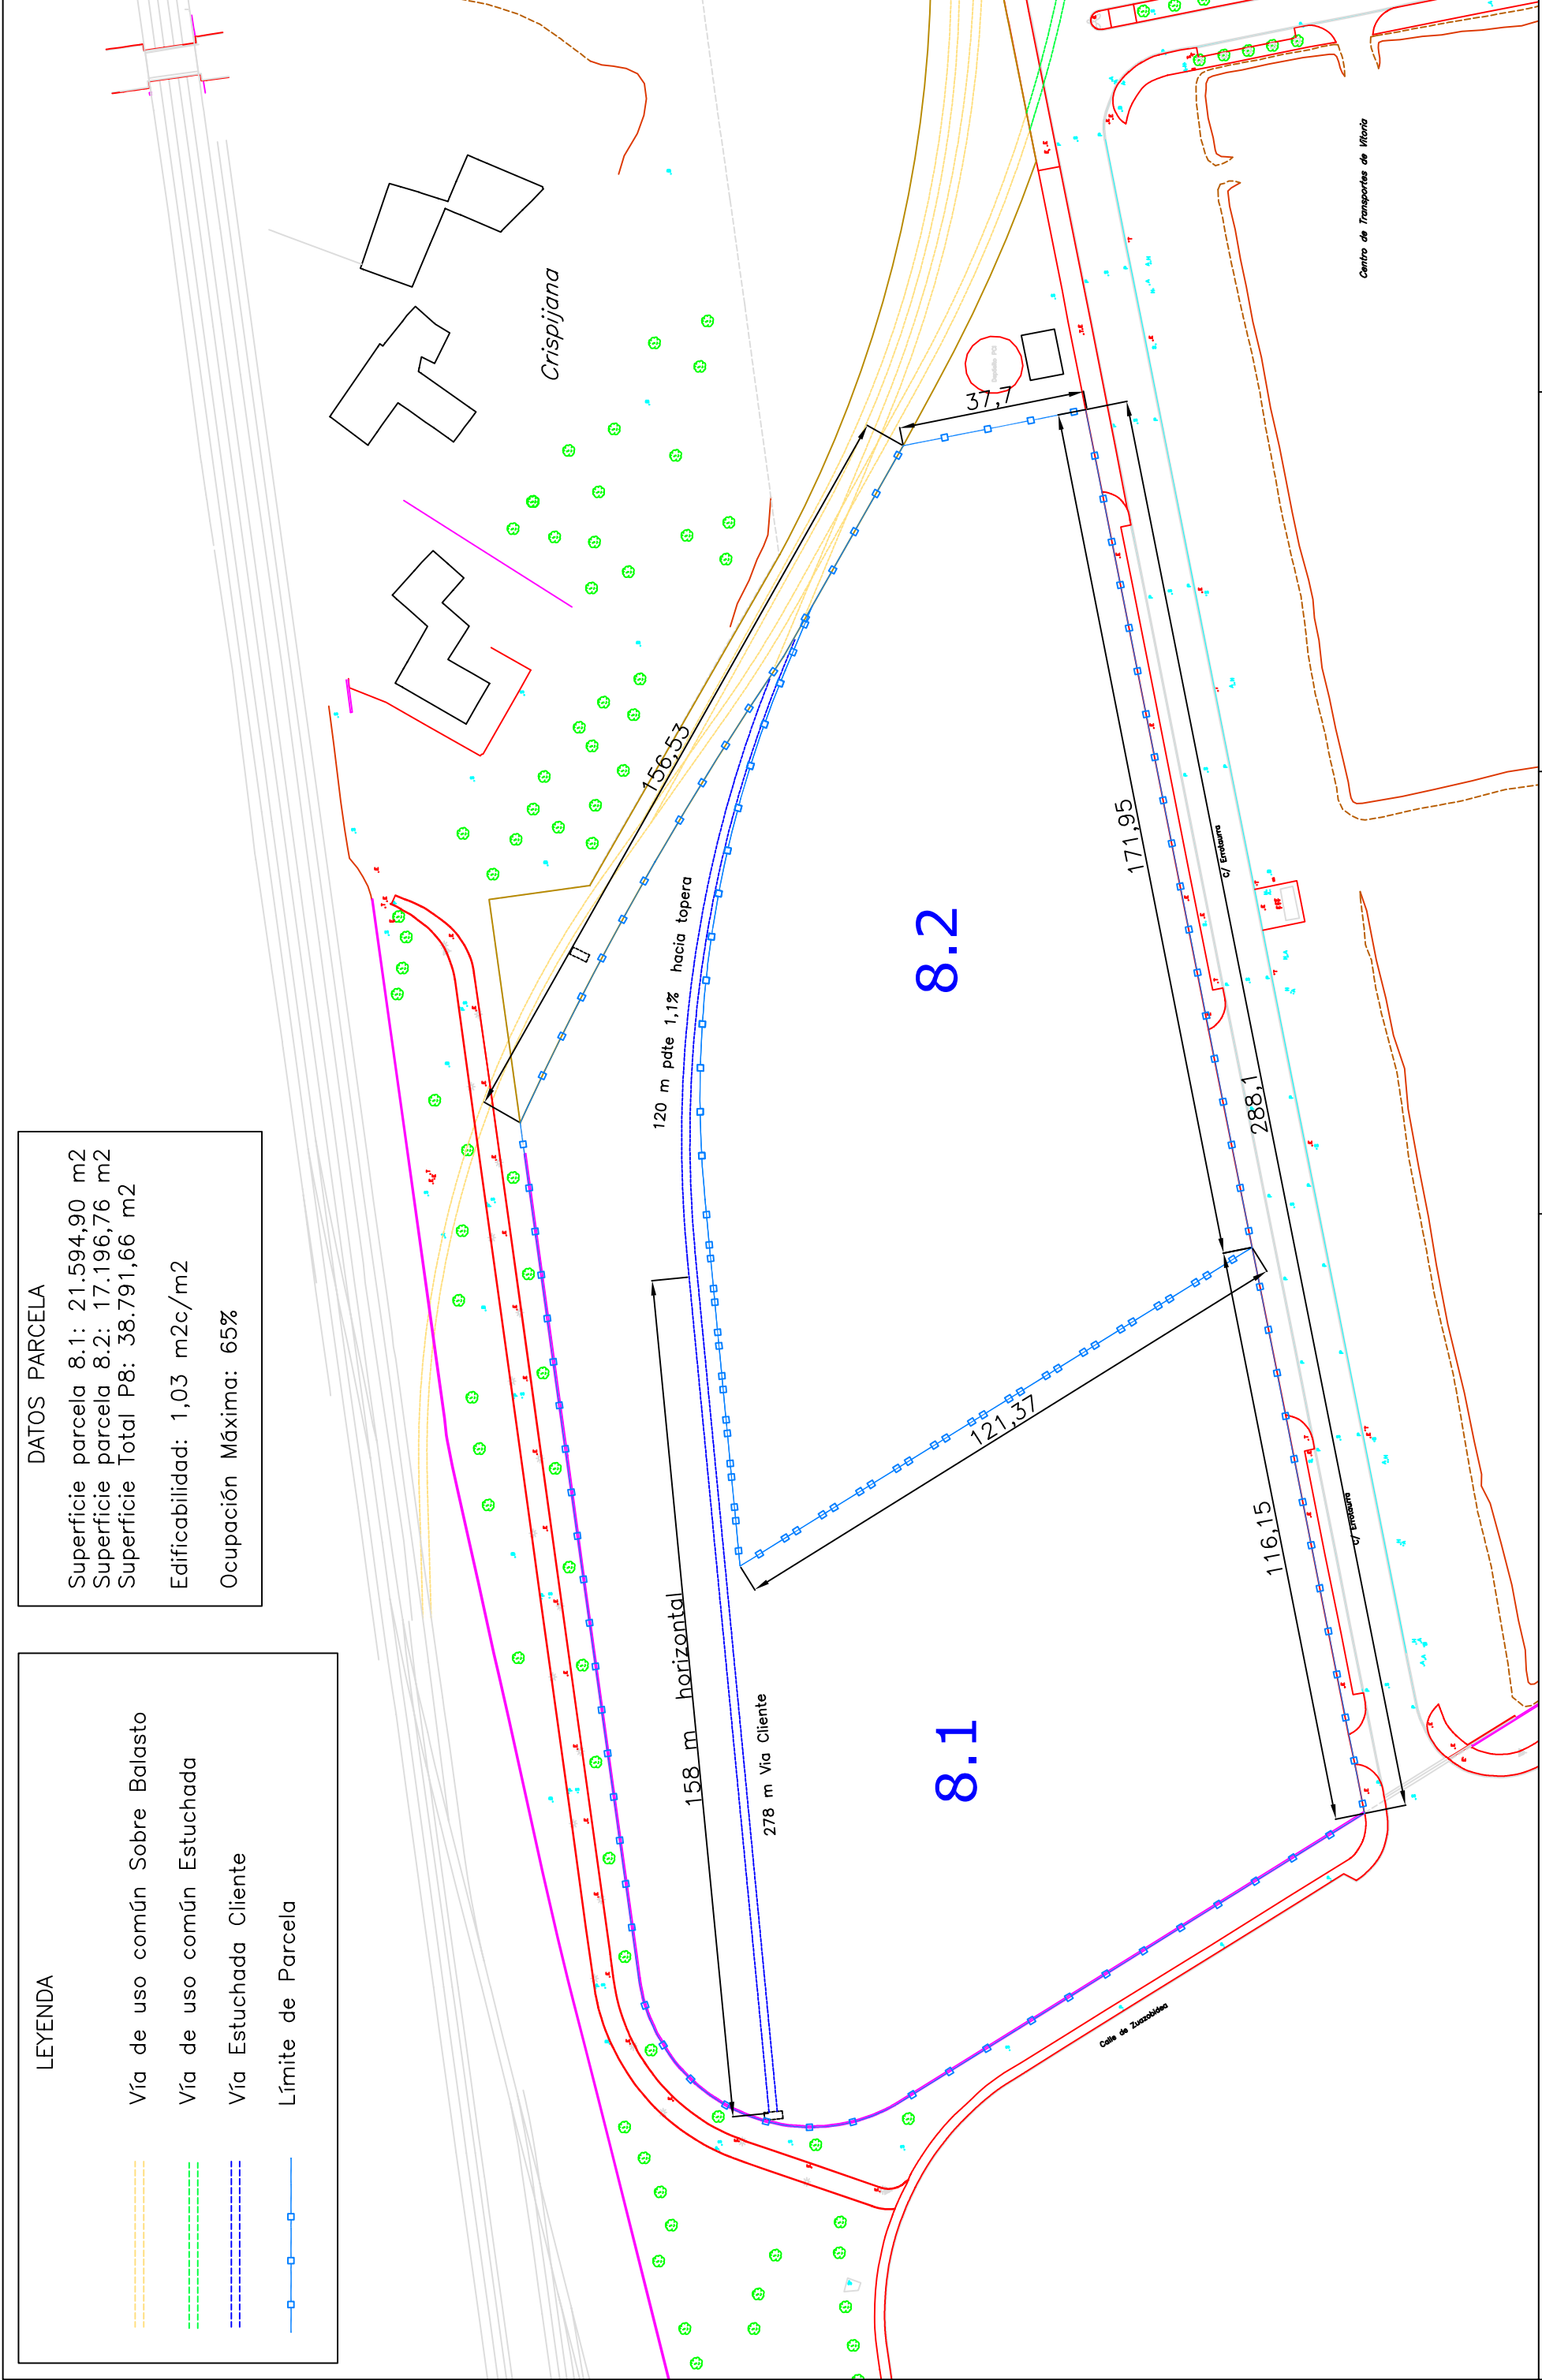 DATOS PARCELA
Superficie parcela 8.1: 21.594,90 m2
Superficie parcela 8.2: 17.196,76 m2
Superficie Total P8: 38.791,66 m2
Edificabilidad: 1,03 m2c/m2
Ocupación Máxima: 65%
LEYENDA
Vía de uso común Sobre Balasto
Vía de uso común Estuchada
Vía Estuchada Cliente
Límite de Parcela
Crispijana
156,53
37,7
120 m pdte 1,1% hacia topera
8.2
171,95
C/ Errotaurra
288,1
121,37
116,15
158 m horizontal
278 m Via Cliente
8.1
Calle de Zuazobidea
Centro de Transportes de Vitoria